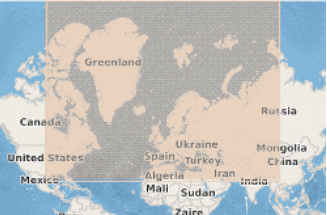 Greenland
Russia
Canada
Ukraine
Mongolia
United States
Spain
Turkey
China
Algeria
Iran
Mexico
Mali
Sudan
India
Zaire